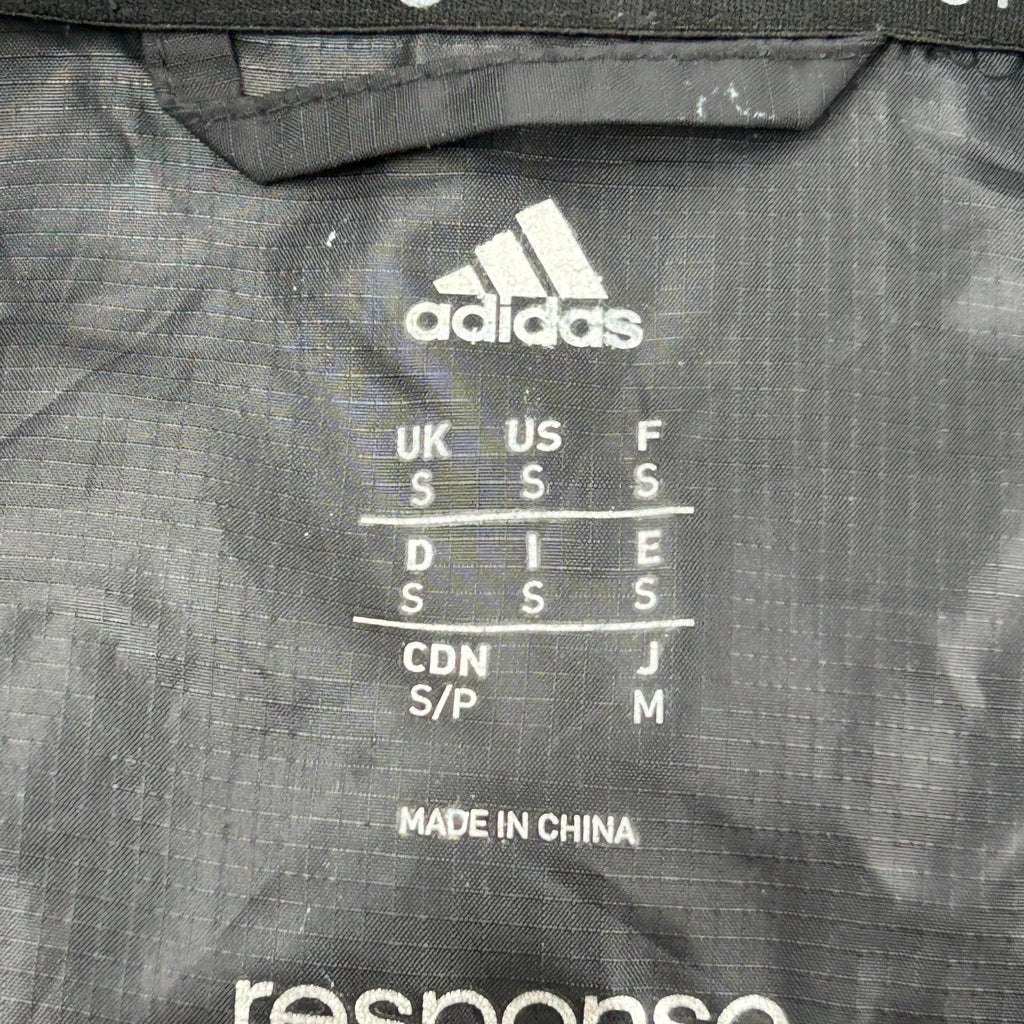 adidas
UK US F
S S S
D I E
S S S
CDN J
S/P M
MADE IN CHINA
response